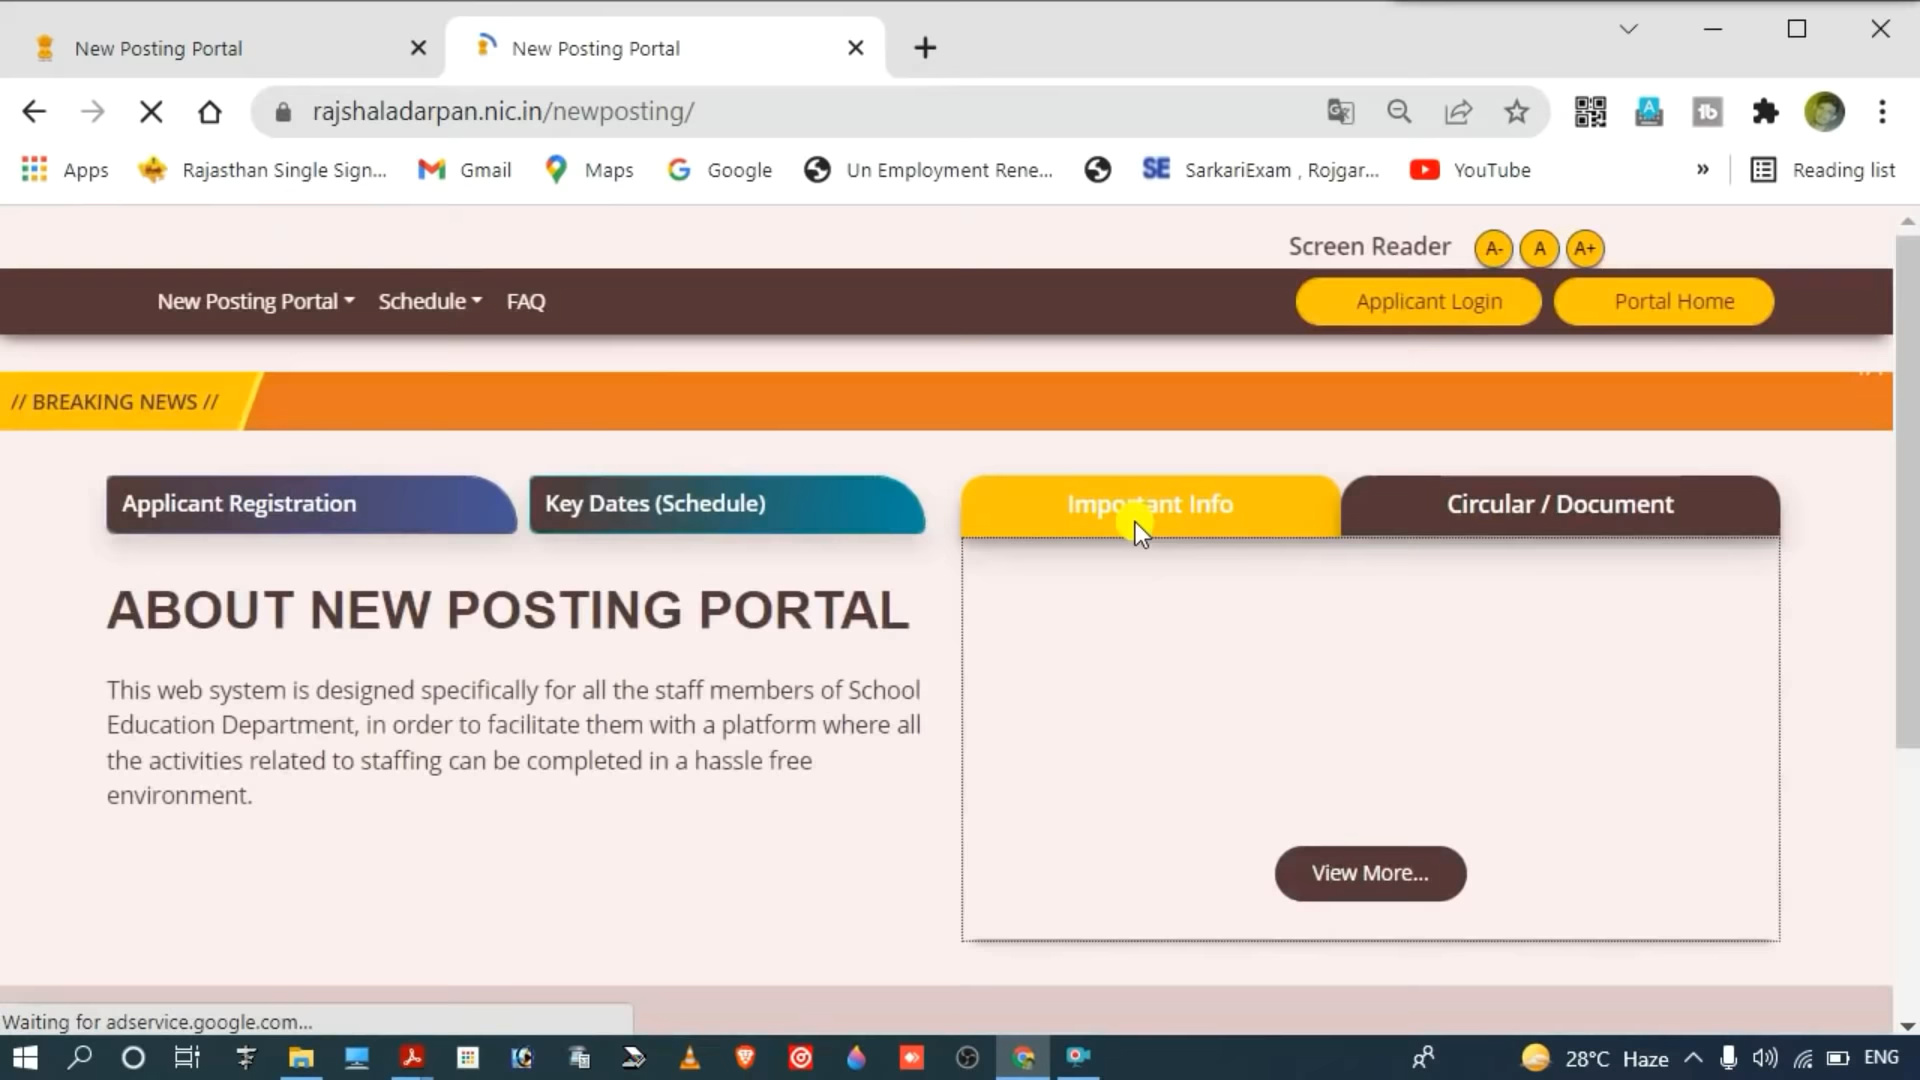 New Posting Portal
New Posting Portal
rajshaladarpan.nic.in/newposting/
Apps
Rajasthan Single Sign...
Gmail
Maps
Google
Un Employment Rene...
SE
SarkariExam , Rojgar...
YouTube
»
Reading list
Screen Reader
A-
A
A+
New Posting Portal
Schedule
FAQ
Applicant Login
Portal Home
// BREAKING NEWS //
Applicant Registration
Key Dates (Schedule)
Important Info
Circular / Document
ABOUT NEW POSTING PORTAL
This web system is designed specifically for all the staff members of School
Education Department, in order to facilitate them with a platform where all
the activities related to staffing can be completed in a hassle free
environment.
View More...
Waiting for adservice.google.com...
28°C Haze
ENG